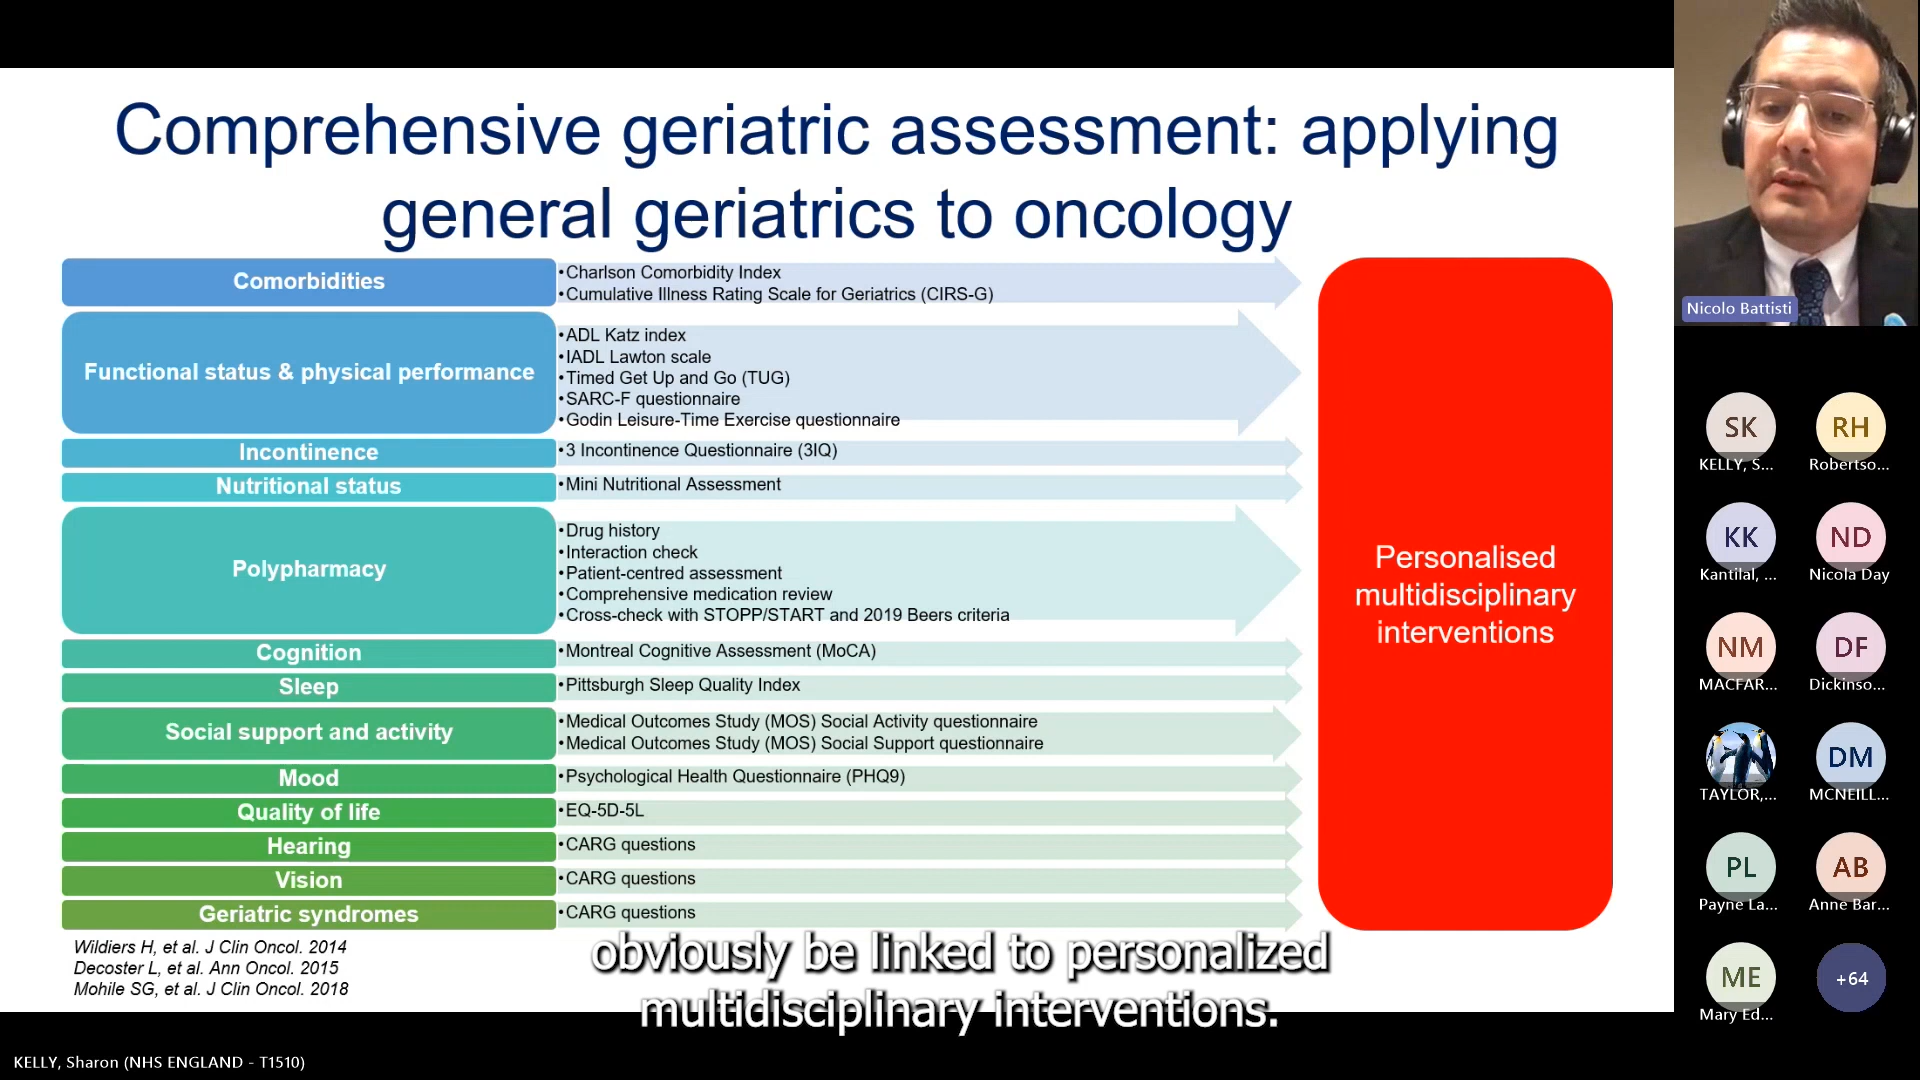 Comprehensive geriatric assessment: applying
general geriatrics to oncology
Comorbidities
•Charlson Comorbidity Index
•Cumulative Illness Rating Scale for Geriatrics (CIRS-G)
Functional status & physical performance
•ADL Katz index
•IADL Lawton scale
•Timed Get Up and Go (TUG)
•SARC-F questionnaire
•Godin Leisure-Time Exercise questionnaire
Incontinence
•3 Incontinence Questionnaire (3IQ)
Nutritional status
•Mini Nutritional Assessment
Polypharmacy
•Drug history
•Interaction check
•Patient-centred assessment
•Comprehensive medication review
•Cross-check with STOPP/START and 2019 Beers criteria
Cognition
•Montreal Cognitive Assessment (MoCA)
Sleep
•Pittsburgh Sleep Quality Index
Social support and activity
•Medical Outcomes Study (MOS) Social Activity questionnaire
•Medical Outcomes Study (MOS) Social Support questionnaire
Mood
•Psychological Health Questionnaire (PHQ9)
Quality of life
•EQ-5D-5L
Hearing
•CARG questions
Vision
•CARG questions
Geriatric syndromes
•CARG questions
Personalised
multidisciplinary
interventions
Wildiers H, et al. J Clin Oncol. 2014
Decoster L, et al. Ann Oncol. 2015
Mohile SG, et al. J Clin Oncol. 2018
obviously be linked to personalized
multidisciplinary interventions.
KELLY, Sharon (NHS ENGLAND - T1510)
Nicolo Battisti
SK
KELLY, S...
RH
Robertso...
KK
Kantilal, ...
ND
Nicola Day
NM
MACFAR...
DF
Dickinso...
TAYLOR,...
DM
MCNEILL...
PL
Payne La...
AB
Anne Bar...
ME
Mary Ed...
+64